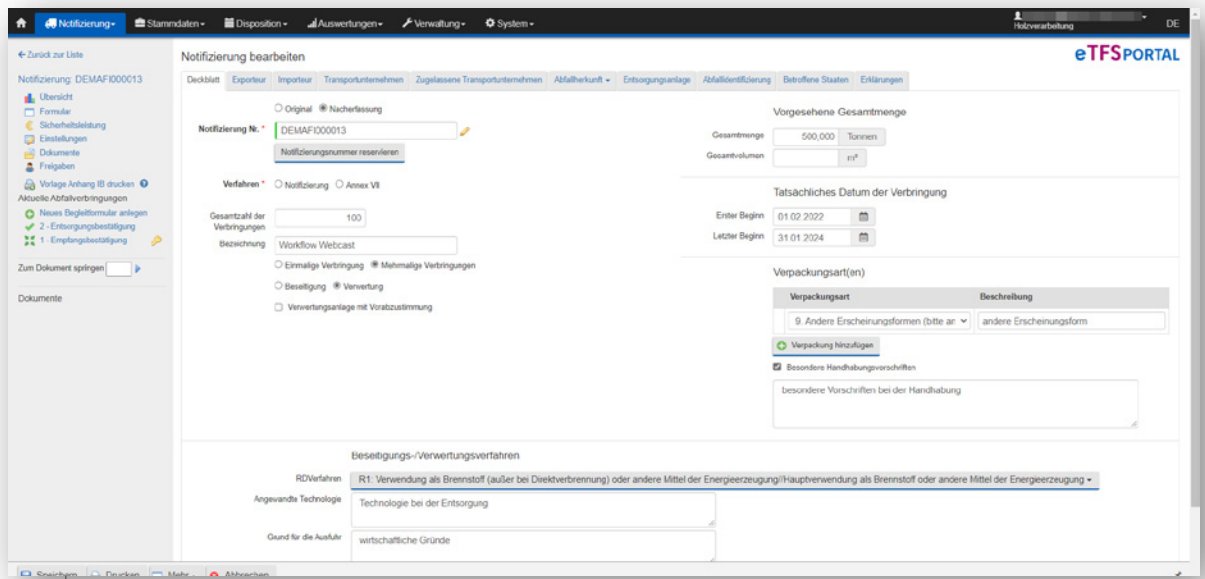 Notifizierung Stammdaten Disposition Auswertungen Verwaltung System Holzverarbeitung DE
Zurück zur Liste
Notifizierung bearbeiten
eTFSPORTAL
Notifizierung: DEMAFI000013
Deckblatt Exporteur Importeur Transportunternehmen Zugelassene Transportunternehmen Abfallherkunft Entsorgungsanlage Abfallidentifizierung Betroffene Staaten Erklärungen
Übersicht
Formular
Sicherheitsleistung
Einstellungen
Dokumente
Freigaben
Vorlage Anhang IB drucken
Aktuelle Abfallverbringungen
Neues Begleitformular anlegen
2 - Entsorgungsbestätigung
1 - Empfangsbestätigung
Zum Dokument springen
Dokumente
Original Nacherfassung
Notifizierung Nr. * DEMAFI000013
Notifizierungsnummer reservieren
Verfahren * Notifizierung Annex VII
Gesamtzahl der Verbringungen 100
Bezeichnung Workflow Webcast
Einmalige Verbringung Mehrmalige Verbringungen
Beseitigung Verwertung
Verwertungsanlage mit Vorabzustimmung
Vorgesehene Gesamtmenge
Gesamtmenge 500,000 Tonnen
Gesamtvolumen m³
Tatsächliches Datum der Verbringung
Erster Beginn 01.02.2022
Letzter Beginn 31.01.2024
Verpackungsart(en)
Verpackungsart Beschreibung
9. Andere Erscheinungsformen (bitte an andere Erscheinungsform
Verpackung hinzufügen
Besondere Handhabungsvorschriften
besondere Vorschriften bei der Handhabung
Beseitigungs-/Verwertungsverfahren
RDVerfahren R1: Verwendung als Brennstoff (außer bei Direktverbrennung) oder andere Mittel der Energieerzeugung//Hauptverwendung als Brennstoff oder andere Mittel der Energieerzeugung
Angewandte Technologie Technologie bei der Entsorgung
Grund für die Ausfuhr wirtschaftliche Gründe
Speichern Drucken Mehr Abbrechen